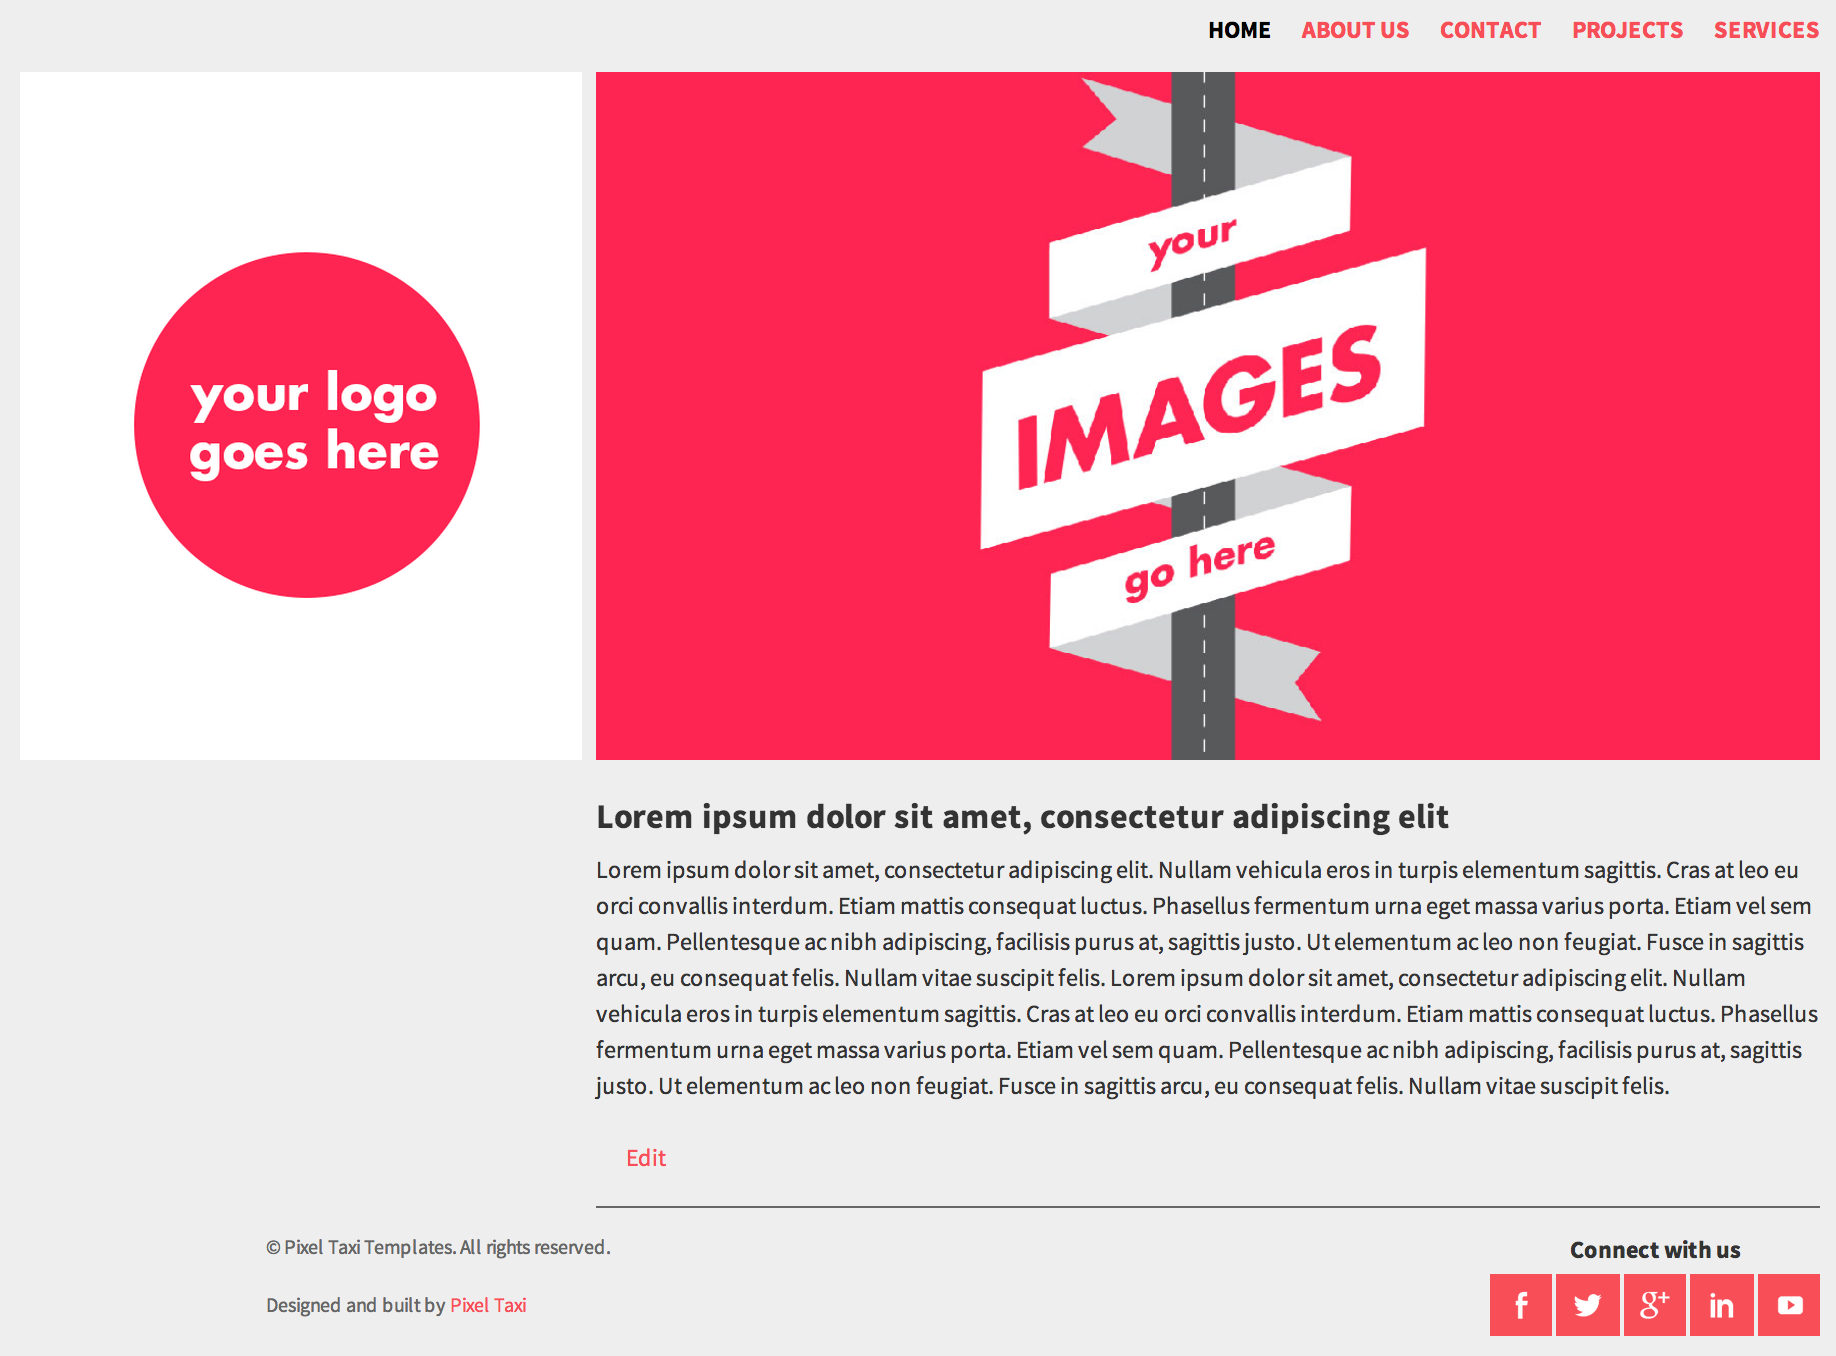 HOME ABOUT US CONTACT PROJECTS SERVICES
your logo
goes here
your
IMAGES
go here
Lorem ipsum dolor sit amet, consectetur adipiscing elit
Lorem ipsum dolor sit amet, consectetur adipiscing elit. Nullam vehicula eros in turpis elementum sagittis. Cras at leo eu
orci convallis interdum. Etiam mattis consequat luctus. Phasellus fermentum urna eget massa varius porta. Etiam vel sem
quam. Pellentesque ac nibh adipiscing, facilisis purus at, sagittis justo. Ut elementum ac leo non feugiat. Fusce in sagittis
arcu, eu consequat felis. Nullam vitae suscipit felis. Lorem ipsum dolor sit amet, consectetur adipiscing elit. Nullam
vehicula eros in turpis elementum sagittis. Cras at leo eu orci convallis interdum. Etiam mattis consequat luctus. Phasellus
fermentum urna eget massa varius porta. Etiam vel sem quam. Pellentesque ac nibh adipiscing, facilisis purus at, sagittis
justo. Ut elementum ac leo non feugiat. Fusce in sagittis arcu, eu consequat felis. Nullam vitae suscipit felis.
Edit
© Pixel Taxi Templates. All rights reserved.
Designed and built by Pixel Taxi
Connect with us
f g+ in